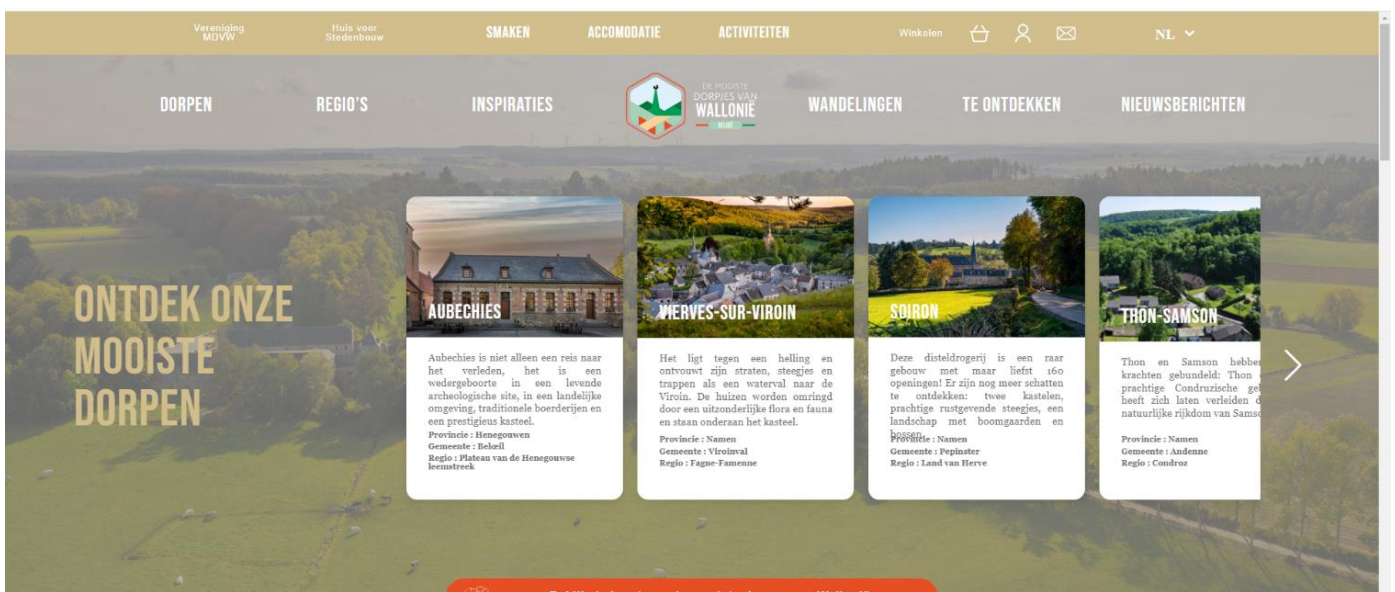 Vereniging
MDVW
Huis voor
Stedenbouw
SMAKEN
ACCOMODATIE
ACTIVITEITEN
Winkelen
NL
DORPEN
REGIO'S
INSPIRATIES
DE MOOISTE
DORPJES VAN
WALLONIË
WANDELINGEN
TE ONTDEKKEN
NIEUWSBERICHTEN
ONTDEK ONZE
MOOISTE
DORPEN
AUBECHIES
Aubechies is niet alleen een reis naar
het verleden, het is een
wedergeboorte in een levende
archeologische site, in een landelijke
omgeving, traditionele boerderijen en
een prestigieus kasteel.
Provincie : Henegouwen
Gemeente : Belœil
Regio : Plateau van de Henegouwse
leemstreek
VIERVES-SUR-VIROIN
Het ligt tegen een helling en
ontvouwt zijn straten, steegjes en
trappen als een waterval naar de
Viroin. De huizen worden omringd
door een uitzonderlijke flora en fauna
en staan onderaan het kasteel.
Provincie : Namen
Gemeente : Viroinval
Regio : Fagne-Famenne
SOIRON
Deze disteldrogerij is een raar
gebouw met maar liefst 160
openingen! Er zijn nog meer schatten
te ontdekken: twee kastelen,
prachtige rustgevende steegjes, een
landschap met boomgaarden en
bossen.
Provincie : Namen
Gemeente : Pepinster
Regio : Land van Herve
THON-SAMSON
Thon en Samson hebben
krachten gebundeld: Thon
prachtige Condruzische
heeft zich laten verleiden
natuurlijke rijkdom van
Provincie : Namen
Gemeente : Andenne
Regio : Condroz